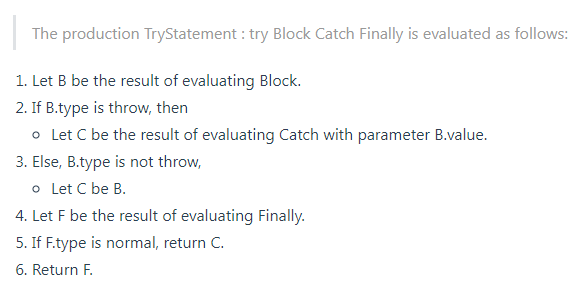 The production TryStatement : try Block Catch Finally is evaluated as follows:
1. Let B be the result of evaluating Block.
2. If B.type is throw, then
○ Let C be the result of evaluating Catch with parameter B.value.
3. Else, B.type is not throw,
○ Let C be B.
4. Let F be the result of evaluating Finally.
5. If F.type is normal, return C.
6. Return F.